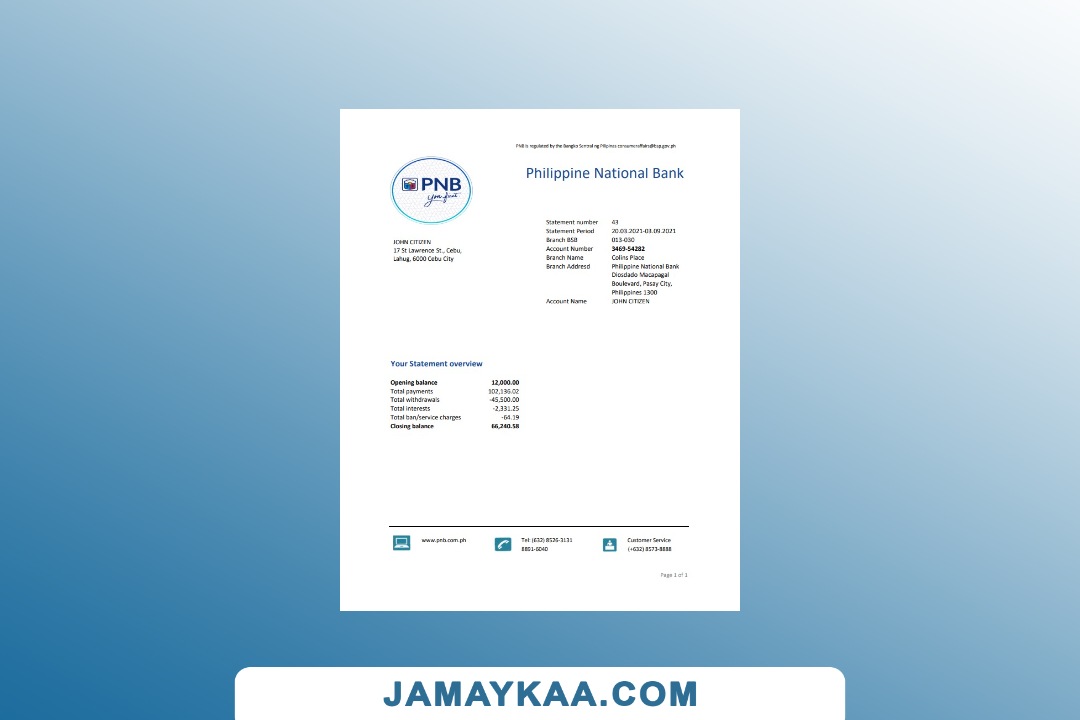 PNB is regulated by the Bangko Sentral ng Pilipinas consumeraffairs@bsp.gov.ph
Philippine National Bank
PNB
you first
Statement number 43
Statement Period 20.03.2021-03.09.2021
Branch BSB 013-030
Account Number 3469-54282
Branch Name Colins Place
Branch Addresd Philippine National Bank
Diosdado Macapagal
Boulevard, Pasay City,
Philippines 1300
Account Name JOHN CITIZEN
JOHN CITIZEN
17 St Lawrence St., Cebu,
Lahug, 6000 Cebu City
Your Statement overview
Opening balance 12,000.00
Total payments 102,136.02
Total withdrawals -45,500.00
Total interests -2,331.25
Total ban/service charges -64.19
Closing balance 66,240.58
www.pnb.com.ph
Tel: (632) 8526-3131
8891-6040
Customer Service
(+632) 8573-8888
Page 1 of 1
JAMAYKAA.COM